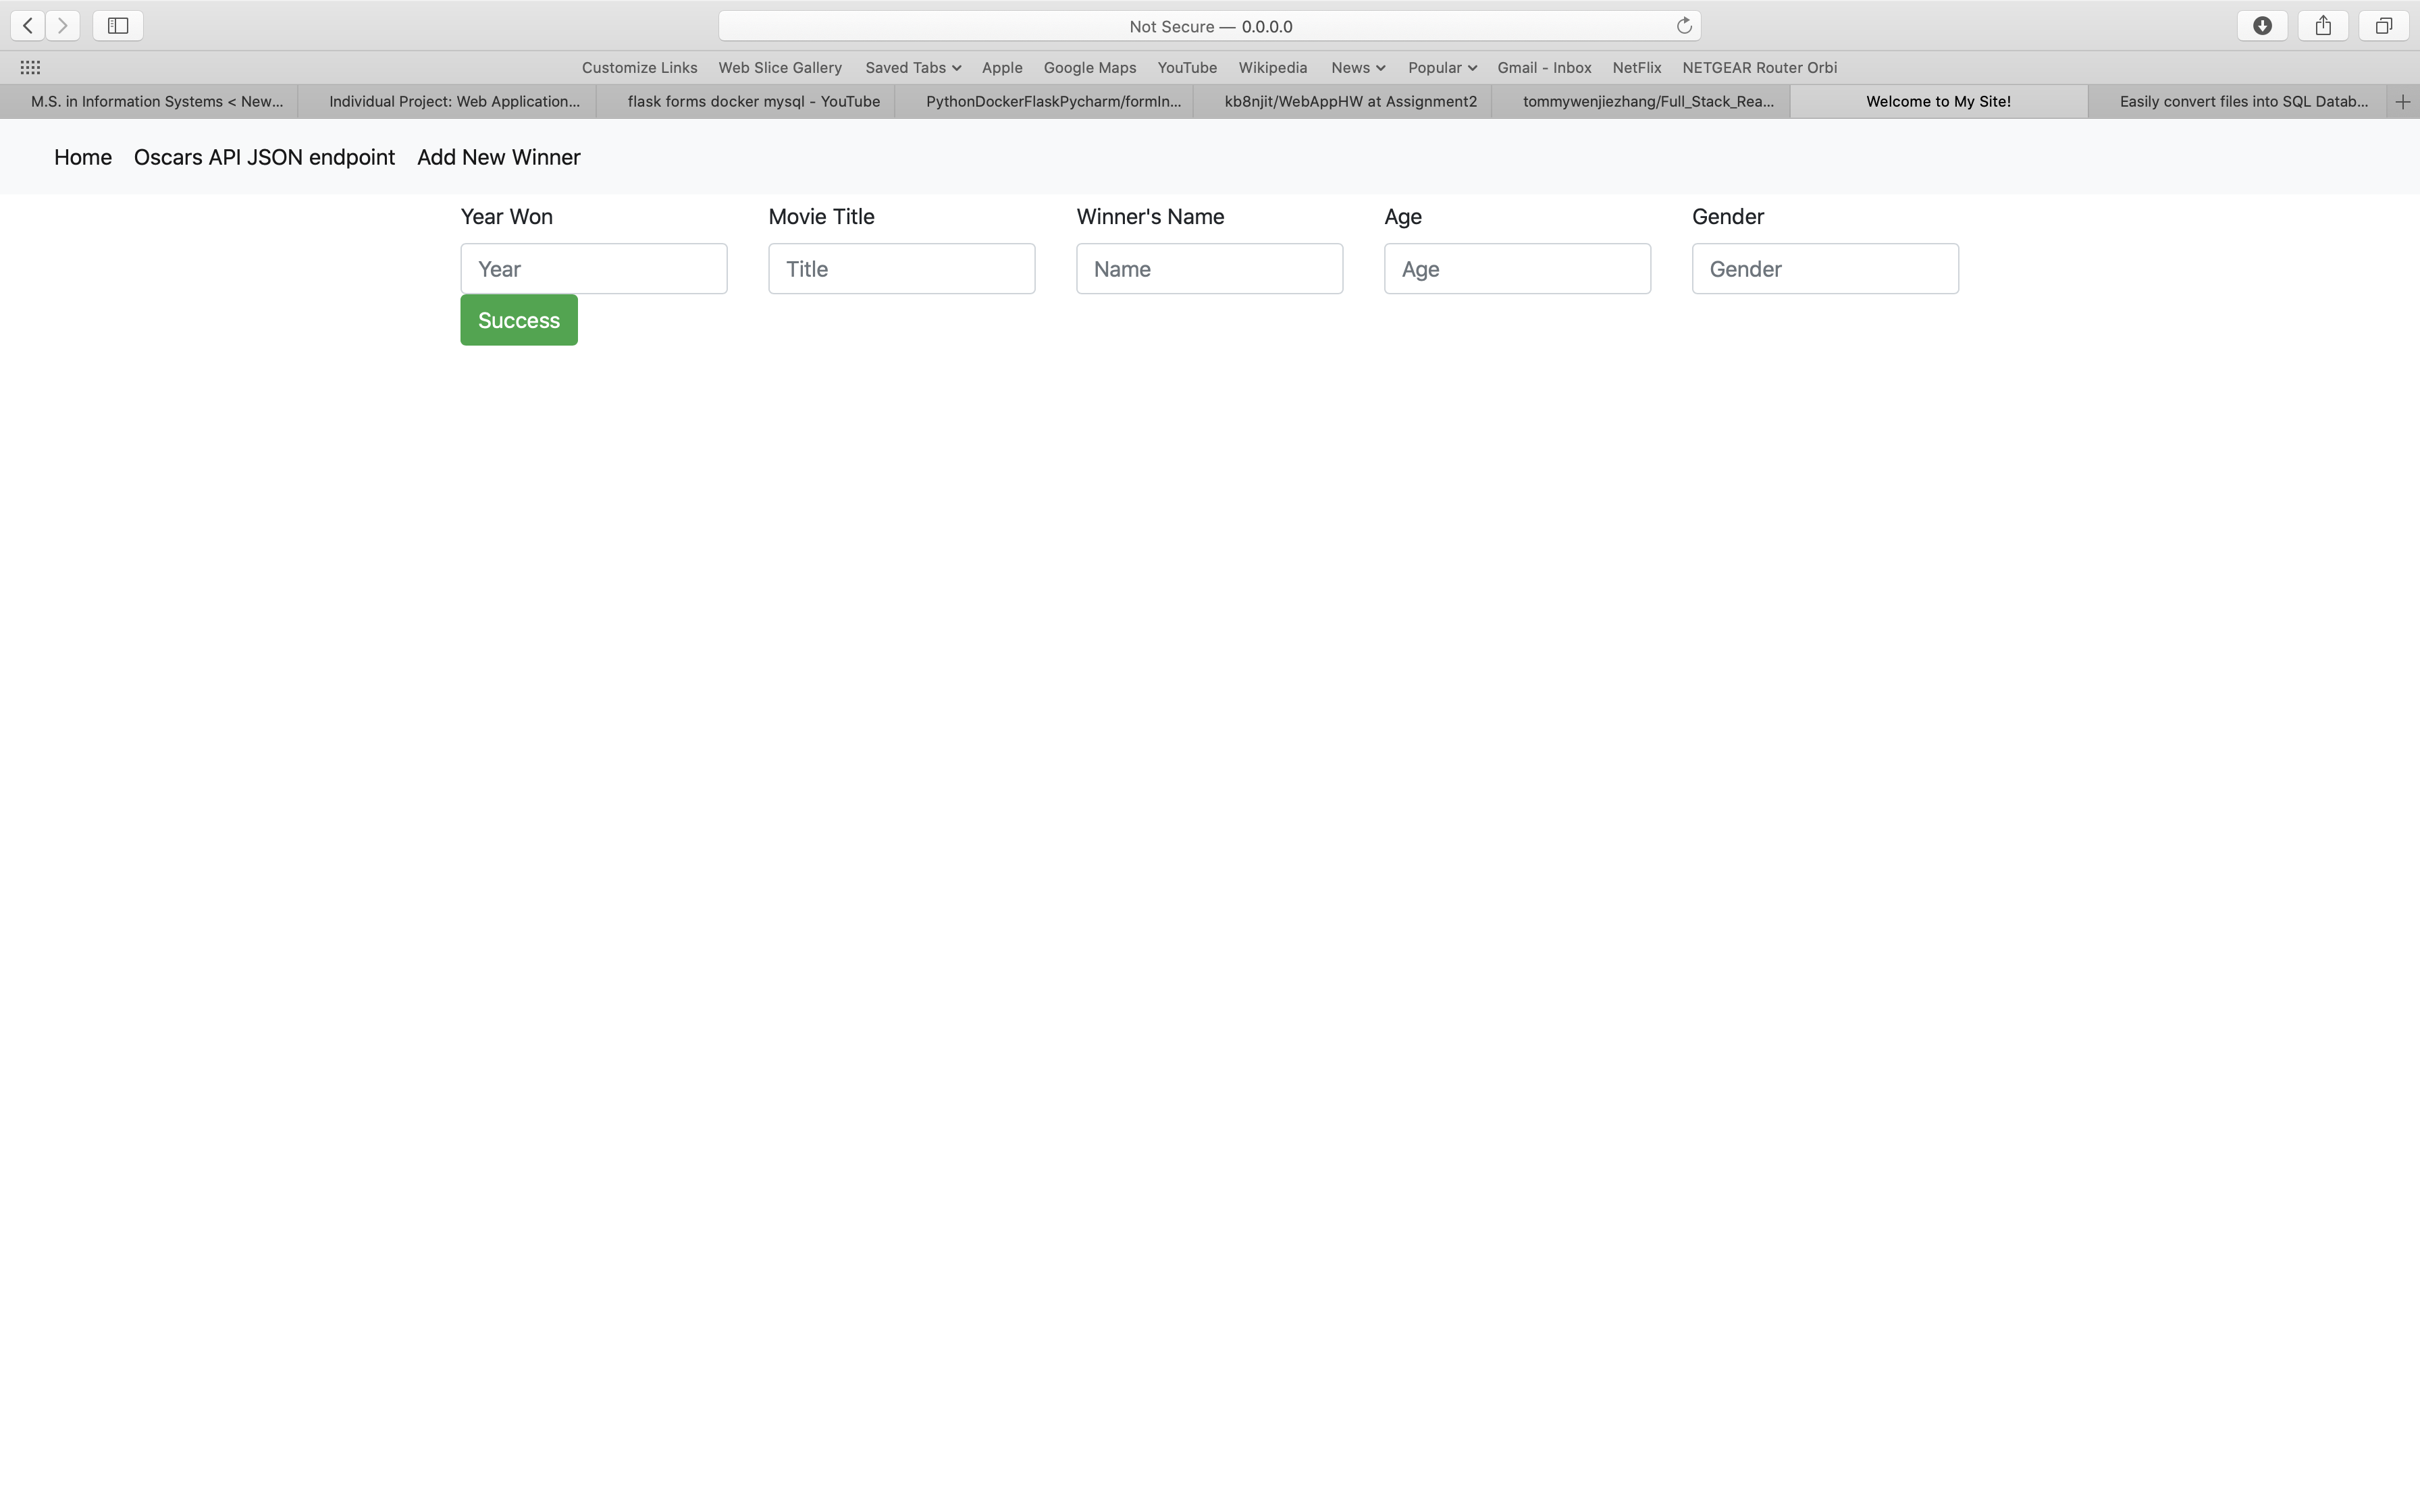 Not Secure — 0.0.0.0
Customize Links Web Slice Gallery Saved Tabs Apple Google Maps YouTube Wikipedia News Popular Gmail - Inbox NetFlix NETGEAR Router Orbi
M.S. in Information Systems < New... Individual Project: Web Application... flask forms docker mysql - YouTube PythonDockerFlaskPycharm/formIn... kb8njit/WebAppHW at Assignment2 tommywenjiezhang/Full_Stack_Rea... Welcome to My Site! Easily convert files into SQL Datab...
Home Oscars API JSON endpoint Add New Winner
Year Won Movie Title Winner's Name Age Gender
Year Title Name Age Gender
Success